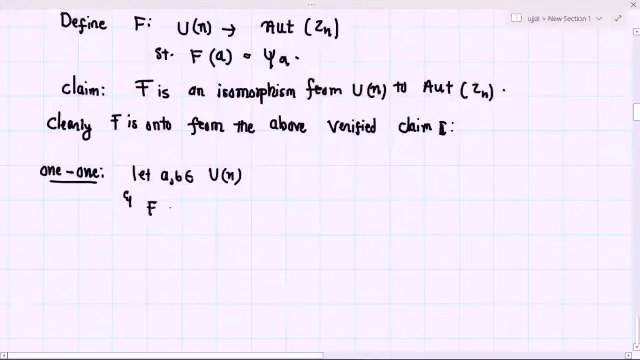 ujjal > New Section 1
Define F: U(n) → Aut (Zn)
St. F(a) = Ψa.
claim: F is an isomorphism from U(n) to Aut (Zn).
Clearly F is onto from the above verified claim I:
one-one: let a,b ∈ U(n)
& F